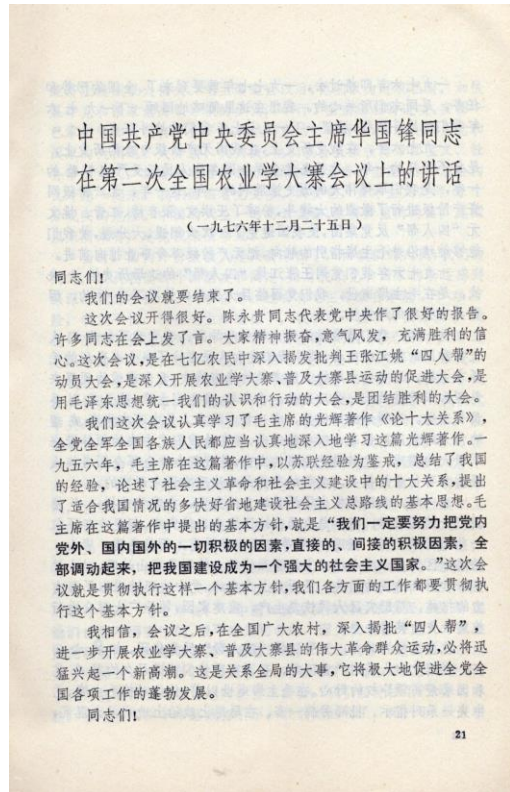 中国共产党中央委员会主席华国锋同志
在第二次全国农业学大寨会议上的讲话
（一九七六年十二月二十五日）
同志们！
我们的会议就要结束了。
这次会议开得很好。陈永贵同志代表党中央作了很好的报告。
许多同志在会上发了言。大家精神振奋，意气风发，充满胜利的信
心。这次会议，是在七亿农民中深入揭发批判王张江姚“四人帮”的
动员大会，是深入开展农业学大寨、普及大寨县运动的促进大会，是
用毛泽东思想统一我们的认识和行动的大会，是团结胜利的大会。
我们这次会议认真学习了毛主席的光辉著作《论十大关系》，
全党全军全国各族人民都应当认真地深入地学习这篇光辉著作。一
九五六年，毛主席在这篇著作中，以苏联经验为鉴戒，总结了我国
的经验，论述了社会主义革命和社会主义建设中的十大关系，提出
了适合我国情况的多快好省地建设社会主义总路线的基本思想。毛
主席在这篇著作中提出的基本方针，就是“我们一定要努力把党内
党外、国内国外的一切积极的因素，直接的、间接的积极因素，全
部调动起来，把我国建设成为一个强大的社会主义国家。”这次会
议就是贯彻执行这样一个基本方针，我们各方面的工作都要贯彻执
行这个基本方针。
我相信，会议之后，在全国广大农村，深入揭批“四人帮”，
进一步开展农业学大寨、普及大寨县的伟大革命群众运动，必将迅
猛兴起一个新高潮。这是关系全局的大事，它将极大地促进全党全
国各项工作的蓬勃发展。
同志们！
21